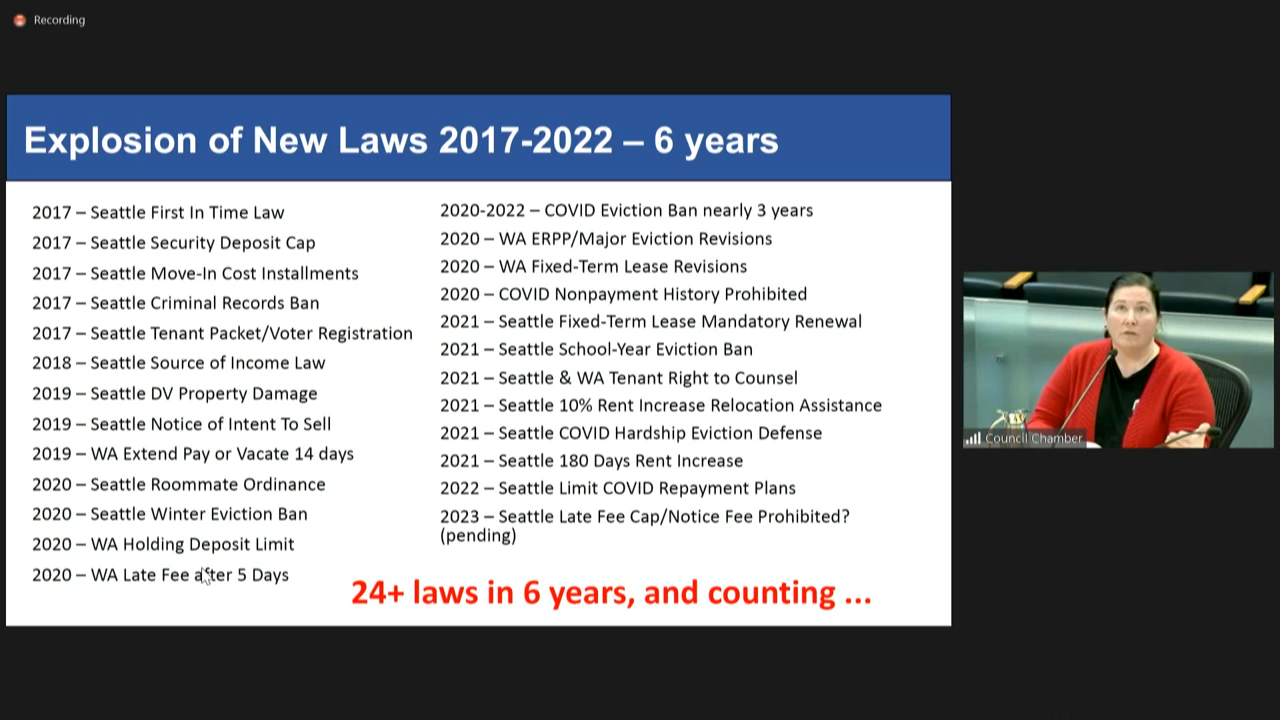 Recording
Explosion of New Laws 2017-2022 – 6 years
2017 – Seattle First In Time Law
2017 – Seattle Security Deposit Cap
2017 – Seattle Move-In Cost Installments
2017 – Seattle Criminal Records Ban
2017 – Seattle Tenant Packet/Voter Registration
2018 – Seattle Source of Income Law
2019 – Seattle DV Property Damage
2019 – Seattle Notice of Intent To Sell
2019 – WA Extend Pay or Vacate 14 days
2020 – Seattle Roommate Ordinance
2020 – Seattle Winter Eviction Ban
2020 – WA Holding Deposit Limit
2020 – WA Late Fee after 5 Days
2020-2022 – COVID Eviction Ban nearly 3 years
2020 – WA ERPP/Major Eviction Revisions
2020 – WA Fixed-Term Lease Revisions
2020 – COVID Nonpayment History Prohibited
2021 – Seattle Fixed-Term Lease Mandatory Renewal
2021 – Seattle School-Year Eviction Ban
2021 – Seattle & WA Tenant Right to Counsel
2021 – Seattle 10% Rent Increase Relocation Assistance
2021 – Seattle COVID Hardship Eviction Defense
2021 – Seattle 180 Days Rent Increase
2022 – Seattle Limit COVID Repayment Plans
2023 – Seattle Late Fee Cap/Notice Fee Prohibited?
(pending)
24+ laws in 6 years, and counting ...
Council Chamber